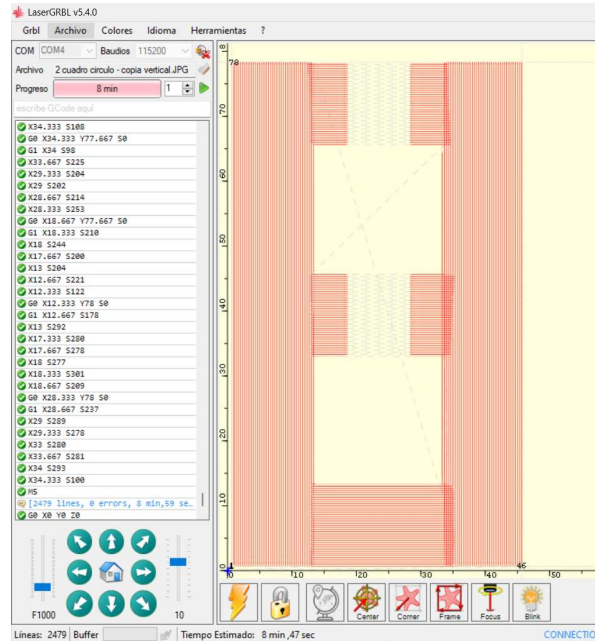 LaserGRBL v5.4.0
Grbl Archivo Colores Idioma Herramientas ?
COM COM4 Baudios 115200
Archivo 2 cuadro circulo - copia vertical.JPG
Progreso 8 min 1
escribe GCode aquí
X34.333 S108
G0 X34.333 Y77.667 S0
G1 X34 S98
X33.667 S225
X29.333 S204
X29 S202
X28.667 S214
X28.333 S253
G0 X18.667 Y77.667 S0
G1 X18.333 S210
X18 S244
X17.667 S200
X13 S204
X12.667 S221
X12.333 S122
G0 X12.333 Y78 S0
G1 X12.667 S178
X13 S292
X17.333 S280
X17.667 S278
X18 S277
X18.333 S301
X18.667 S209
G0 X28.333 Y78 S0
G1 X28.667 S237
X29 S289
X29.333 S278
X33 S280
X33.667 S281
X34 S293
X34.333 S100
M5
[2479 lines, 0 errors, 8 min,59 se…
G0 X0 Y0 Z0
F1000
10
8
78
70
60
50
40
30
20
10
0
1
46
0 10 20 30 40 50
Center Corner Frame Focus Blink
Líneas: 2479 Buffer Tiempo Estimado: 8 min ,47 sec CONNECTIO